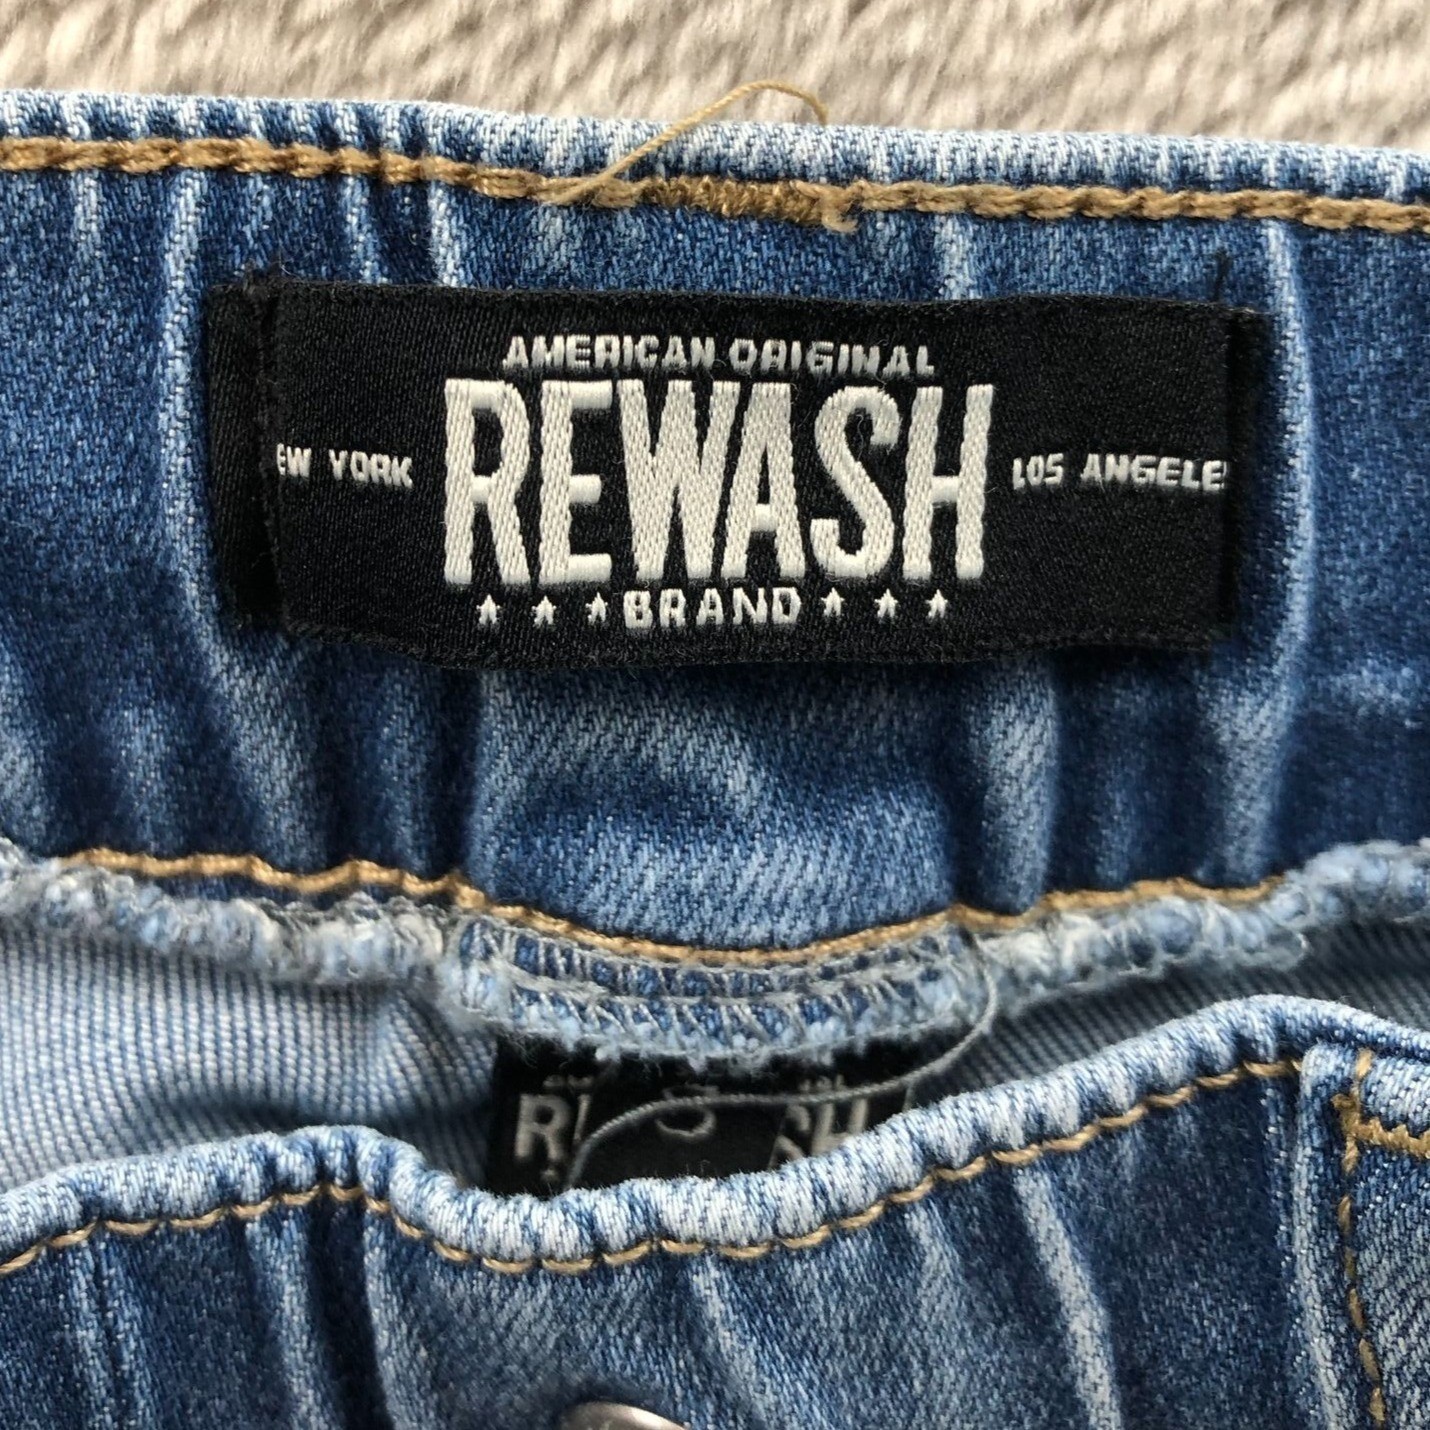 AMERICAN ORIGINAL
EW YORK REWASH LOS ANGELE
BRAND
S